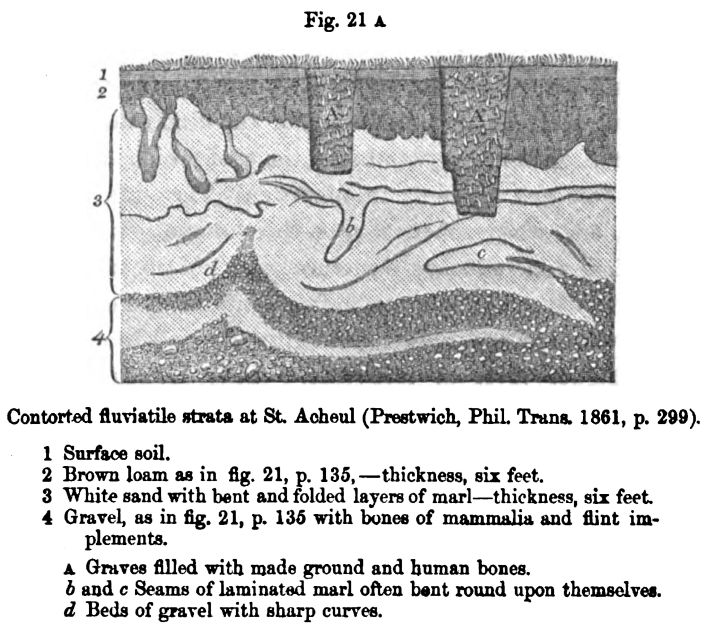 Fig. 21 A
1
2
A
A
3
b
c
d
4
Contorted fluviatile strata at St. Acheul (Prestwich, Phil. Trans. 1861, p. 299).
1 Surface soil.
2 Brown loam as in fig. 21, p. 135,—thickness, six feet.
3 White sand with bent and folded layers of marl—thickness, six feet.
4 Gravel, as in fig. 21, p. 135 with bones of mammalia and flint im-
plements.
A Graves filled with made ground and human bones.
b and c Seams of laminated marl often bent round upon themselves.
d Beds of gravel with sharp curves.